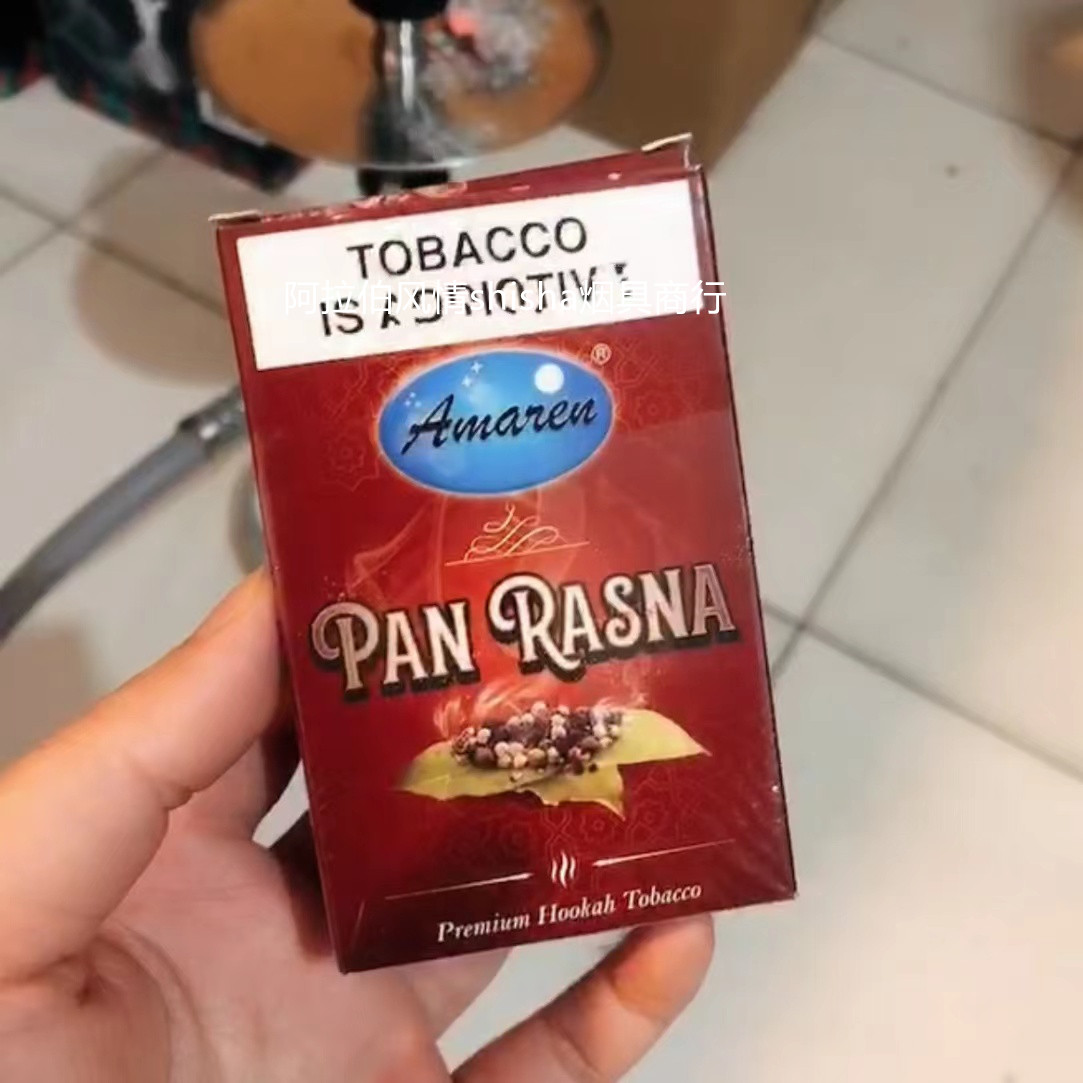 TOBACCO
IS
阿拉伯风情shisha烟具商行
Amaren®
PAN RASNA
Premium Hookah Tobacco